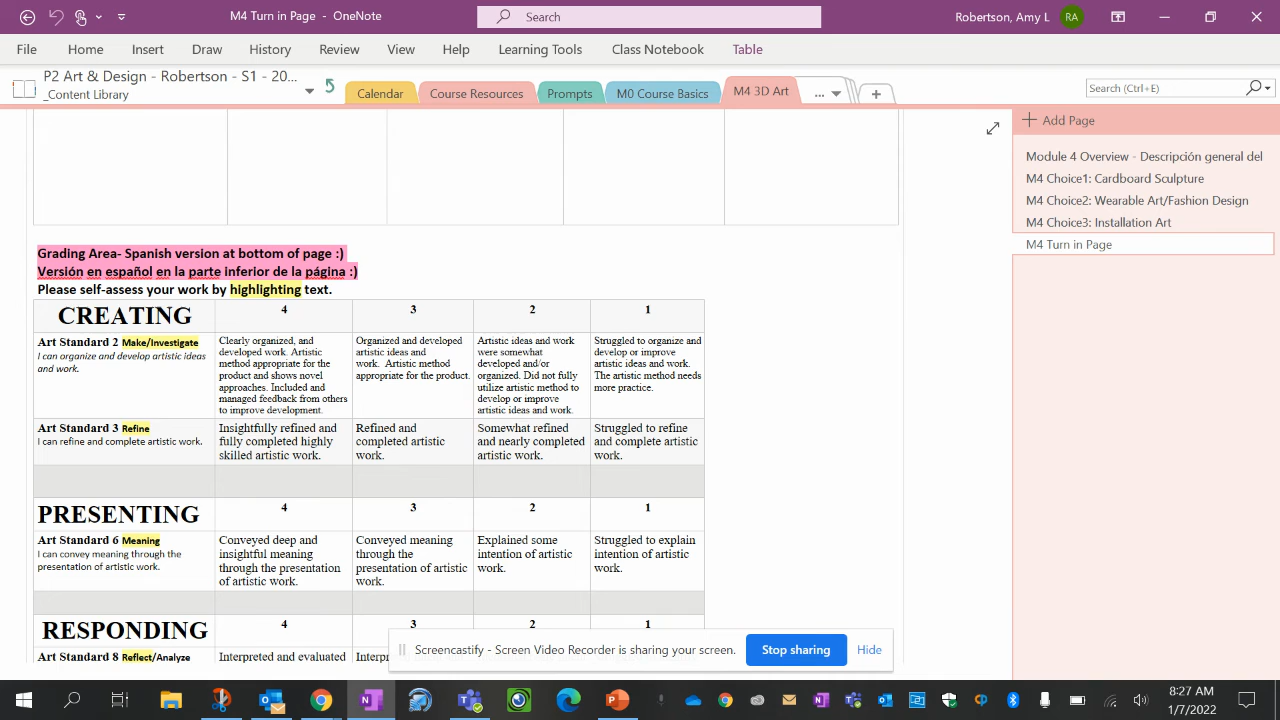 M4 Turn in Page - OneNote
Search
Robertson, Amy L
RA
File
Home
Insert
Draw
History
Review
View
Help
Learning Tools
Class Notebook
Table
P2 Art & Design - Robertson - S1 - 20...
_Content Library
Calendar
Course Resources
Prompts
M0 Course Basics
M4 3D Art
...
Search (Ctrl+E)
Add Page
Module 4 Overview - Descripción general del
M4 Choice1: Cardboard Sculpture
M4 Choice2: Wearable Art/Fashion Design
M4 Choice3: Installation Art
M4 Turn in Page
Grading Area- Spanish version at bottom of page :)
Versión en español en la parte inferior de la página :)
Please self-assess your work by highlighting text.
CREATING
4
3
2
1
Art Standard 2 Make/Investigate
I can organize and develop artistic ideas
and work.
Clearly organized, and
developed work. Artistic
method appropriate for the
product and shows novel
approaches. Included and
managed feedback from others
to improve development.
Organized and developed
artistic ideas and
work. Artistic method
appropriate for the product.
Artistic ideas and work
were somewhat
developed and/or
organized. Did not fully
utilize artistic method to
develop or improve
artistic ideas and work.
Struggled to organize and
develop or improve
artistic ideas and work.
The artistic method needs
more practice.
Art Standard 3 Refine
I can refine and complete artistic work.
Insightfully refined and
fully completed highly
skilled artistic work.
Refined and
completed artistic
work.
Somewhat refined
and nearly completed
artistic work.
Struggled to refine
and complete artistic
work.
PRESENTING
4
3
2
1
Art Standard 6 Meaning
I can convey meaning through the
presentation of artistic work.
Conveyed deep and
insightful meaning
through the presentation
of artistic work.
Conveyed meaning
through the
presentation of artistic
work.
Explained some
intention of artistic
work.
Struggled to explain
intention of artistic
work.
RESPONDING
4
3
2
1
Art Standard 8 Reflect/Analyze
Interpreted and evaluated
Screencastify - Screen Video Recorder is sharing your screen.
Stop sharing
Hide
8:27 AM
1/7/2022